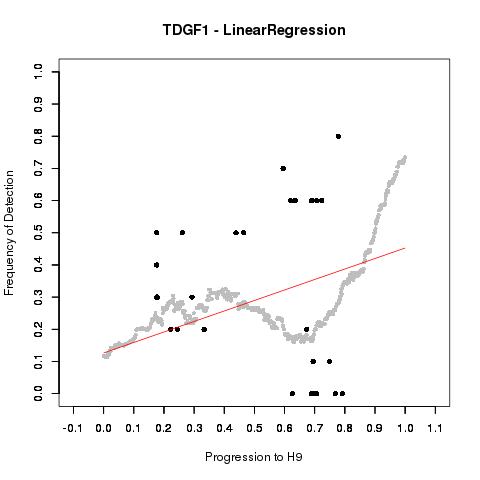 TDGF1 - LinearRegression
Frequency of Detection
1.0
0.9
0.8
0.7
0.6
0.5
0.4
0.3
0.2
0.1
0.0
-0.1 0.0 0.1 0.2 0.3 0.4 0.5 0.6 0.7 0.8 0.9 1.0 1.1
Progression to H9